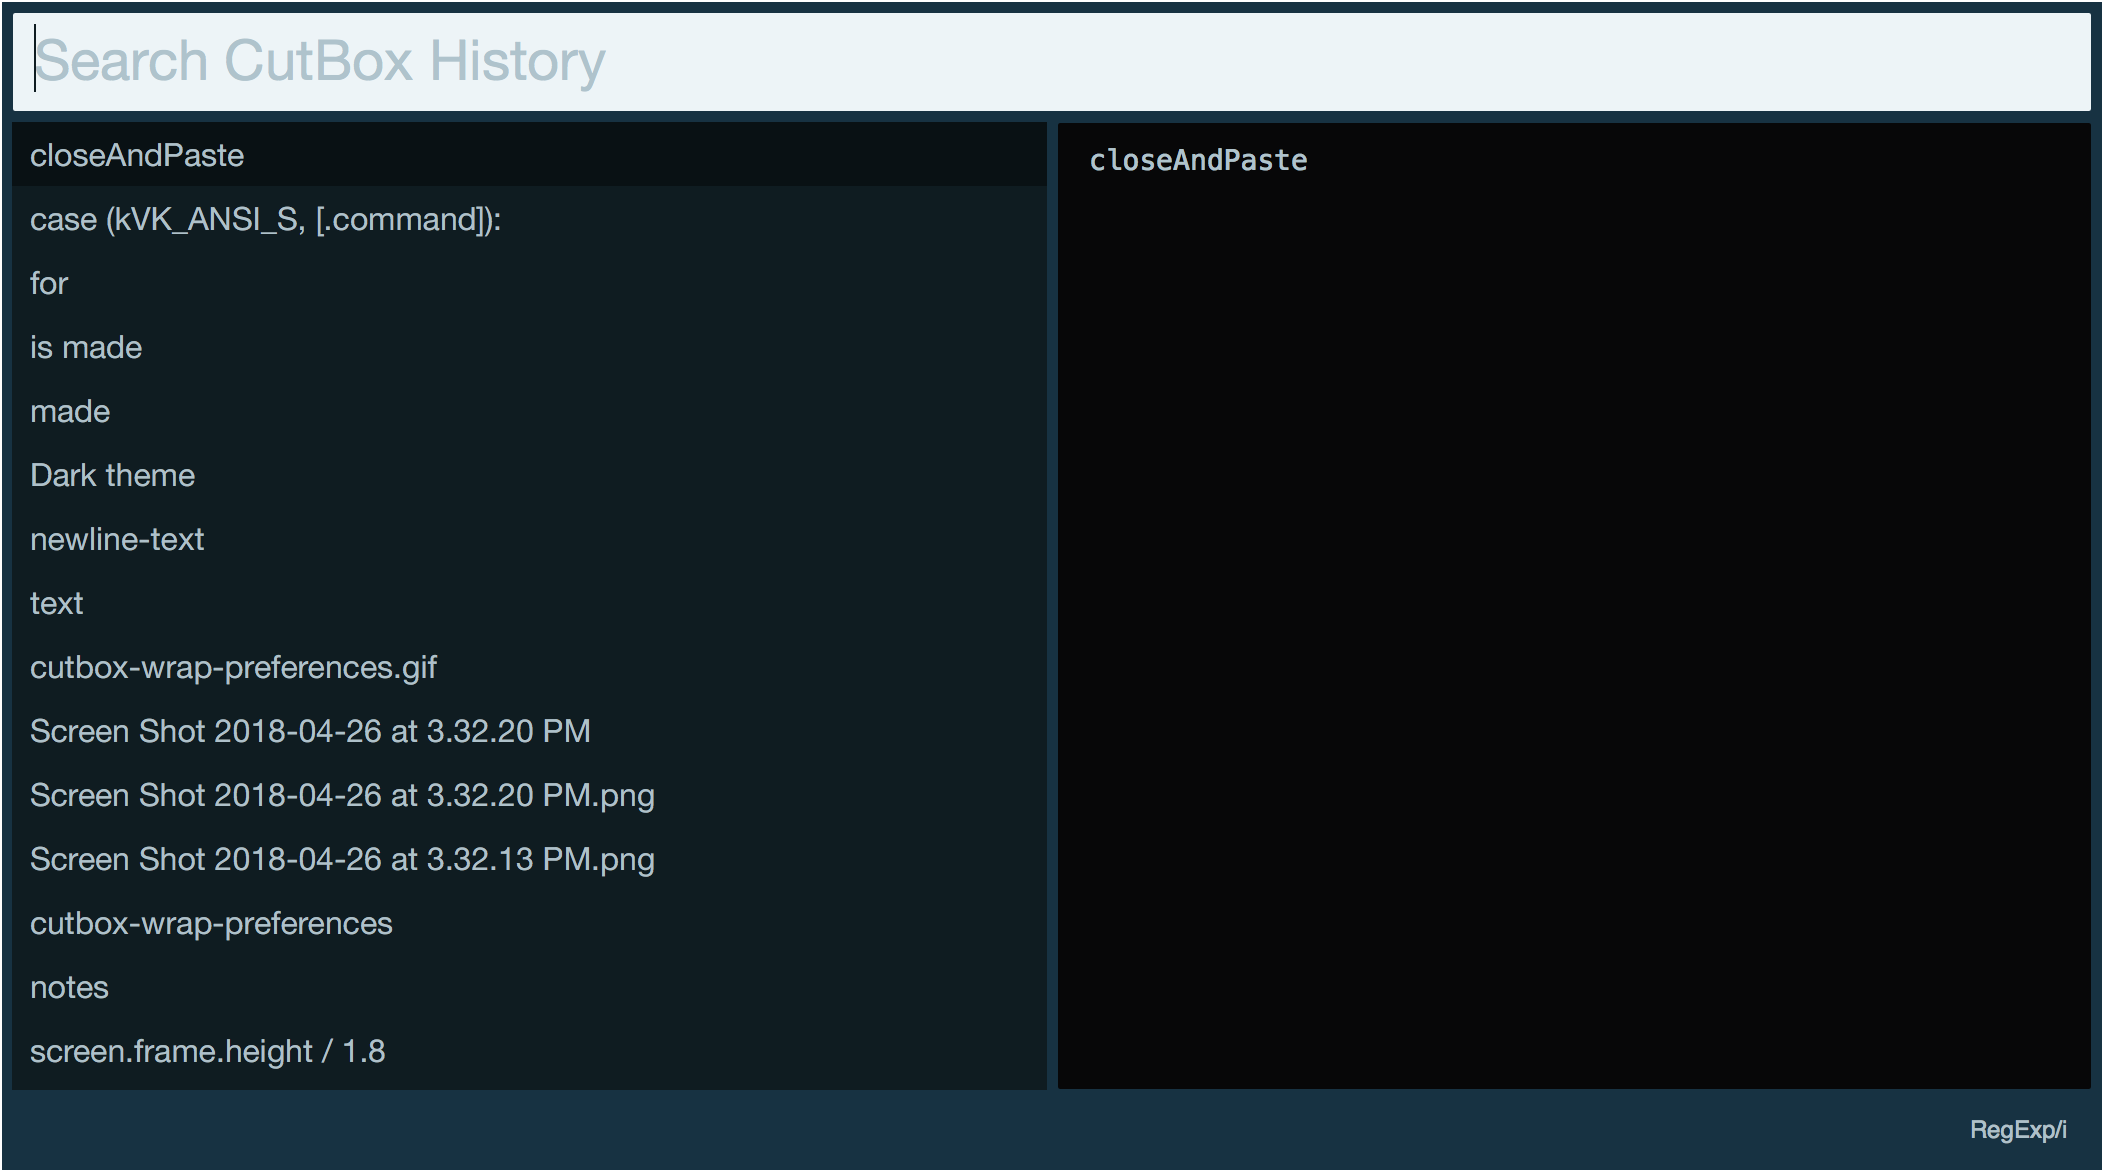 Search CutBox History
closeAndPaste
case (kVK_ANSI_S, [.command]):
for
is made
made
Dark theme
newline-text
text
cutbox-wrap-preferences.gif
Screen Shot 2018-04-26 at 3.32.20 PM
Screen Shot 2018-04-26 at 3.32.20 PM.png
Screen Shot 2018-04-26 at 3.32.13 PM.png
cutbox-wrap-preferences
notes
screen.frame.height / 1.8
closeAndPaste
RegExp/i